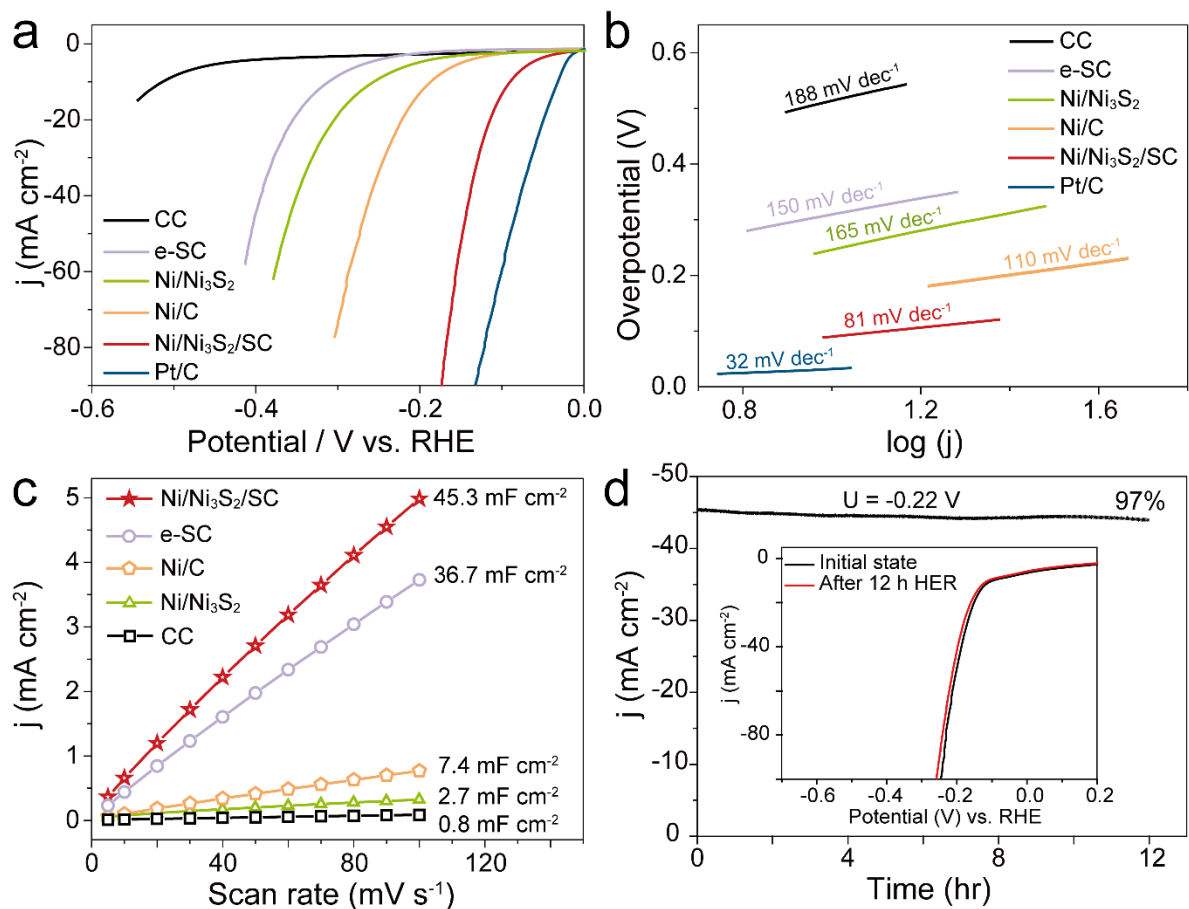 a
j (mA cm⁻²)
0
-20
-40
-60
-80
CC
e-SC
Ni/Ni₃S₂
Ni/C
Ni/Ni₃S₂/SC
Pt/C
-0.6
-0.4
-0.2
0.0
Potential / V vs. RHE
b
Overpotential (V)
0.6
0.4
0.2
0.0
CC
e-SC
Ni/Ni₃S₂
Ni/C
Ni/Ni₃S₂/SC
Pt/C
188 mV dec⁻¹
150 mV dec⁻¹
165 mV dec⁻¹
110 mV dec⁻¹
81 mV dec⁻¹
32 mV dec⁻¹
0.8
1.2
1.6
log (j)
c
j (mA cm⁻²)
5
4
3
2
1
0
Ni/Ni₃S₂/SC
e-SC
Ni/C
Ni/Ni₃S₂
CC
45.3 mF cm⁻²
36.7 mF cm⁻²
7.4 mF cm⁻²
2.7 mF cm⁻²
0.8 mF cm⁻²
0
40
80
120
Scan rate (mV s⁻¹)
d
j (mA cm⁻²)
-50
-45
-30
-15
-10
0
U = -0.22 V
97%
Initial state
After 12 h HER
j (mA cm⁻²)
0
-40
-80
-0.6
-0.4
-0.2
0.0
0.2
Potential (V) vs. RHE
0
4
8
12
Time (hr)